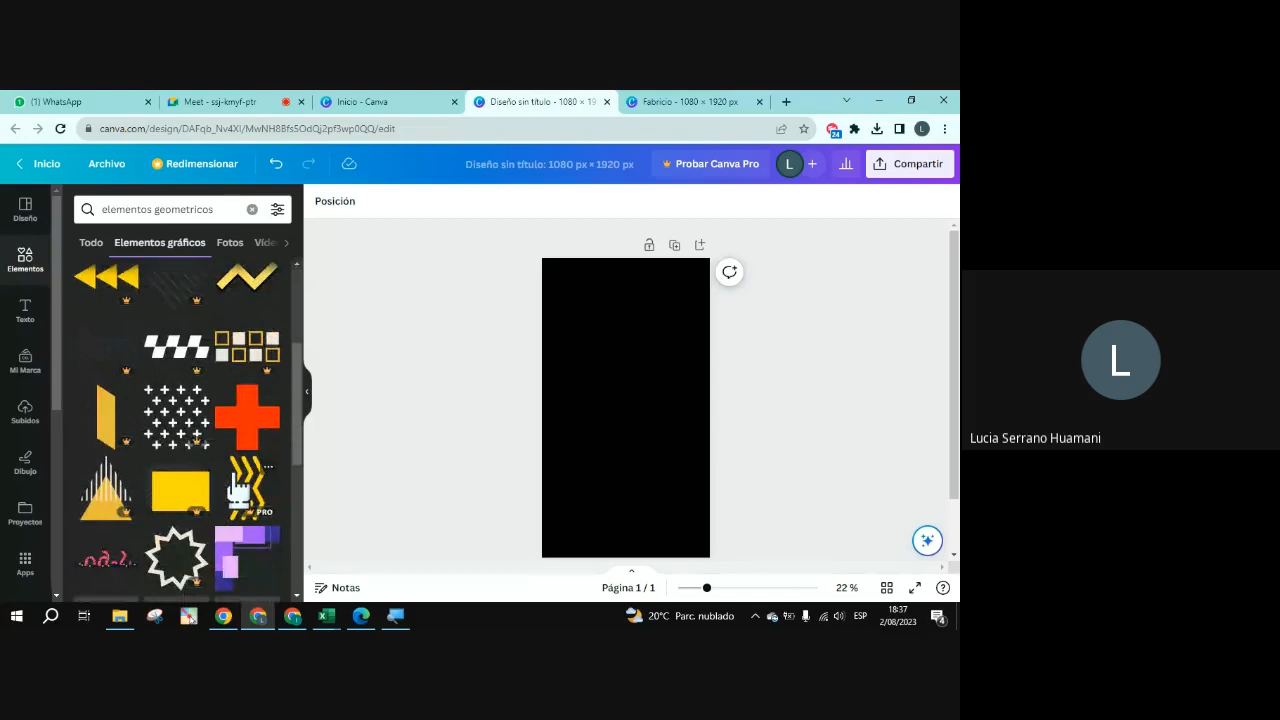 (1) WhatsApp
Meet - ssj-kmyf-ptr
Inicio - Canva
Diseño sin título - 1080 × 19
Fabricio - 1080 × 1920 px
canva.com/design/DAFqb_Nv4XI/MwNH8Bfs5OdQj2pf3wp0QQ/edit
24
L
Inicio
Archivo
Redimensionar
Diseño sin título: 1080 px × 1920 px
Probar Canva Pro
L
Compartir
Diseño
Elementos
Texto
Mi Marca
Subidos
Dibujo
Proyectos
Apps
elementos geometricos
Todo
Elementos gráficos
Fotos
Víde
PRO
Posición
Notas
Página 1 / 1
22 %
20°C Parc. nublado
ESP
18:37
2/08/2023
4
L
Lucia Serrano Huamani